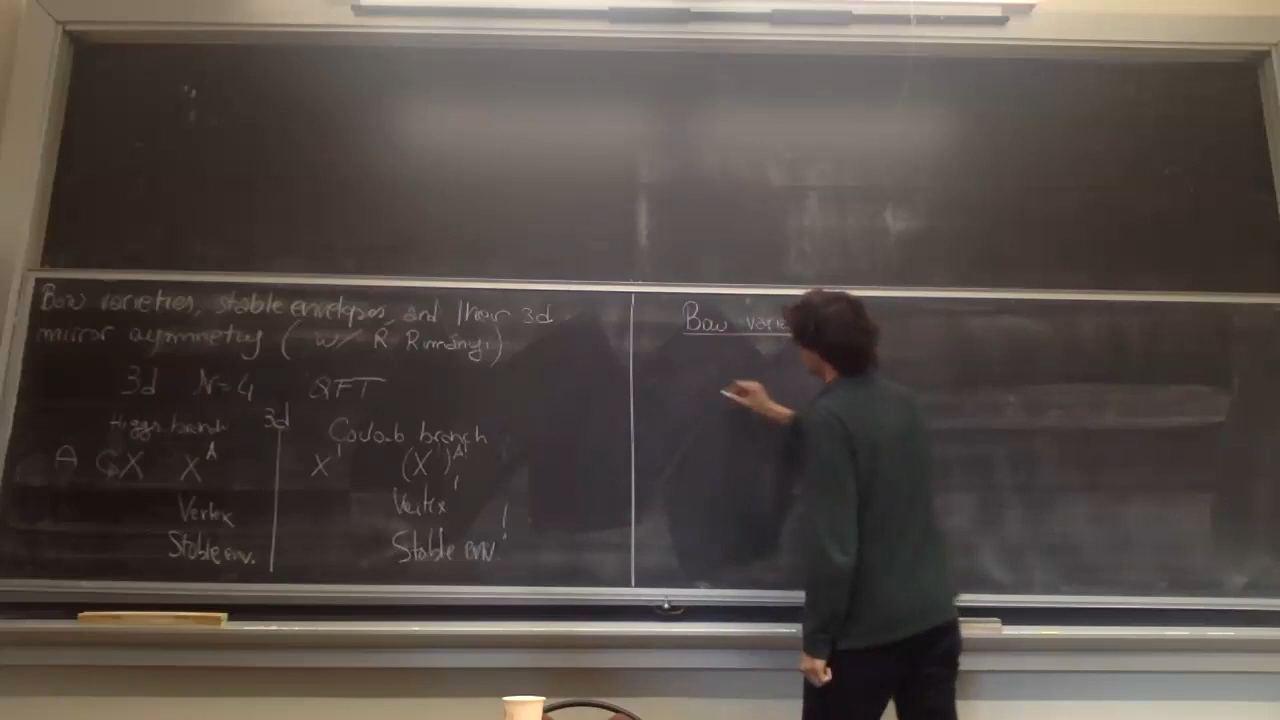 Bow varieties, stable envelopes, and their 3d
mirror symmetry ( w/ R. Rimányi )
3d N=4 QFT
Higgs branch 3d Coulomb branch
A X X^A X^! (X^!)^{A^!}
Vertex Vertex^!
Stable env. Stable env.^!
Bow varie